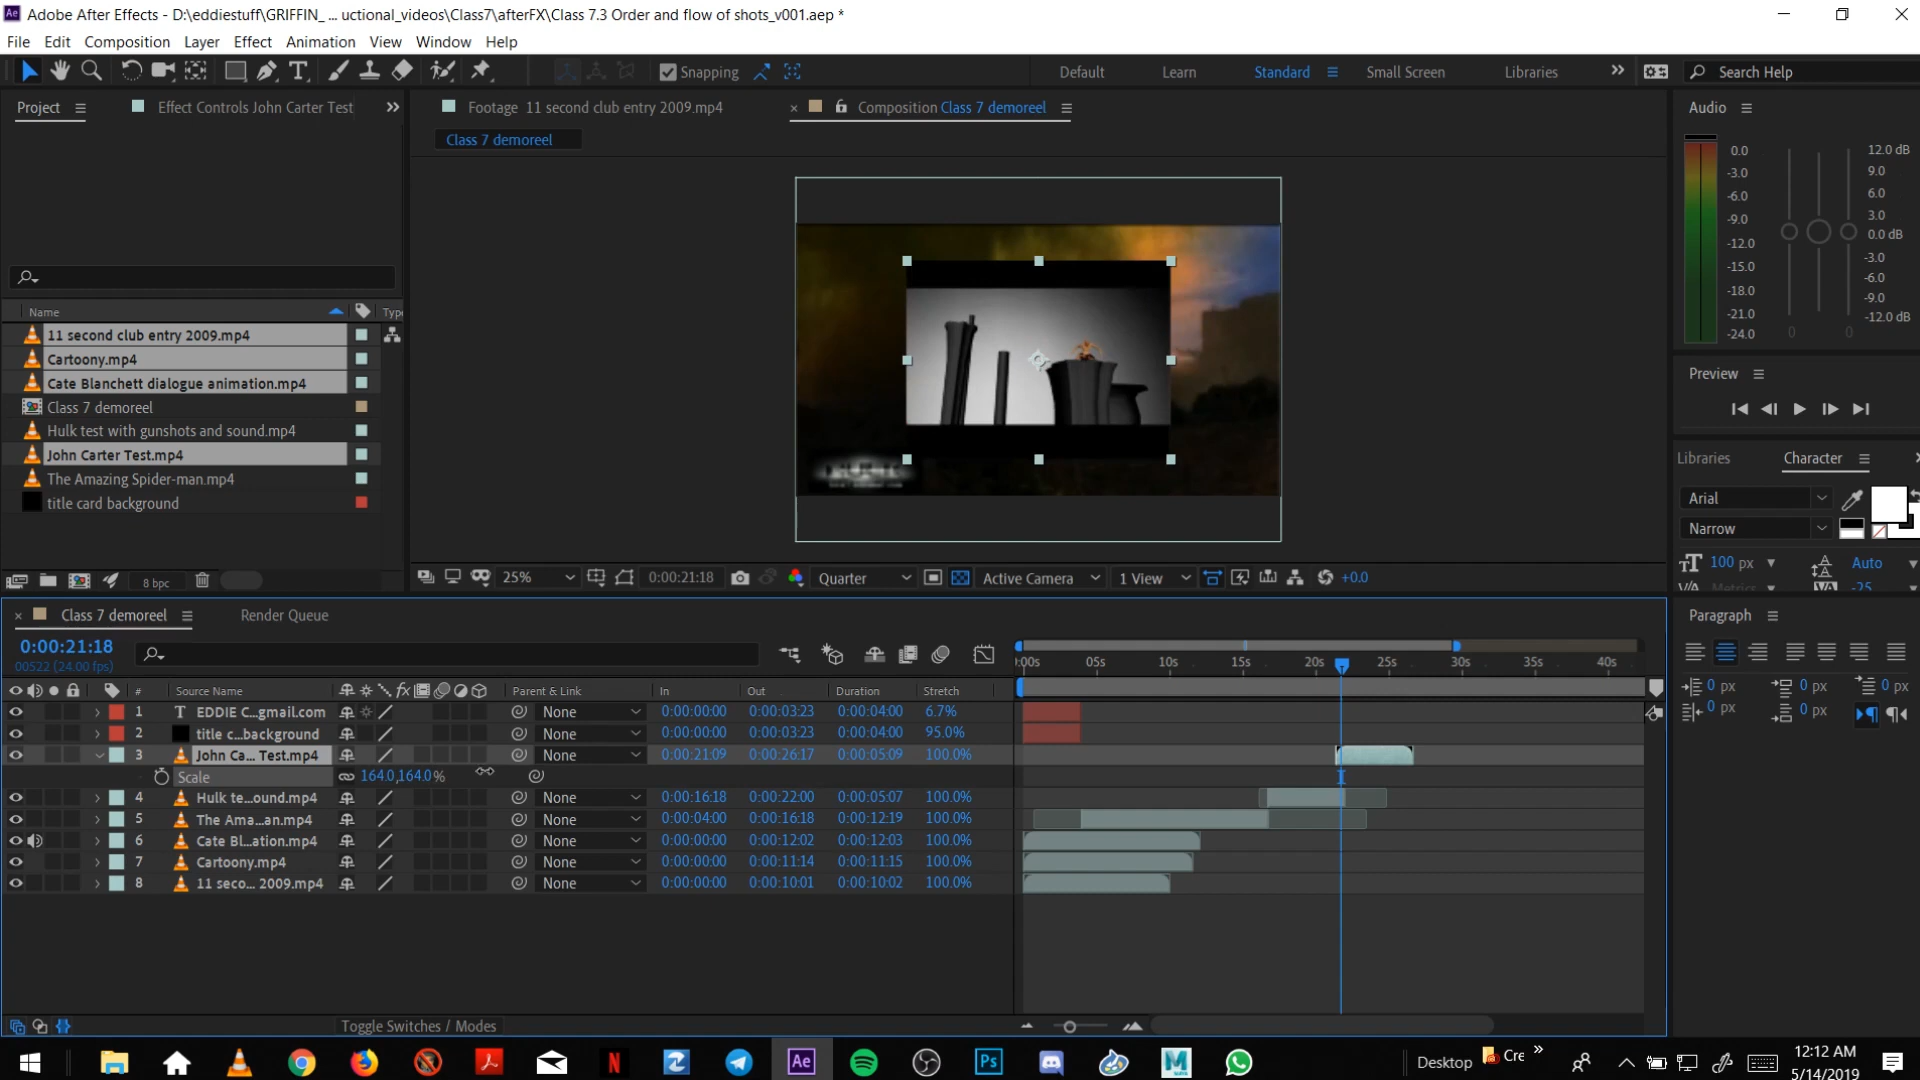 Adobe After Effects - D:\eddiestuff\GRIFFIN_ ... uctional_videos\Class7\afterFX\Class 7.3 Order and flow of shots_v001.aep *
File Edit Composition Layer Effect Animation View Window Help
Snapping Default Learn Standard Small Screen Libraries Search Help
Project Effect Controls John Carter Test Footage 11 second club entry 2009.mp4 Composition Class 7 demoreel Audio
Class 7 demoreel
0.0 12.0 dB
-3.0 9.0
-6.0 6.0
-9.0 3.0
-12.0 0.0 dB
-15.0 -3.0
-18.0 -6.0
-21.0 -9.0
-24.0 -12.0 dB
0 0
Name Type
11 second club entry 2009.mp4
Cartoony.mp4
Cate Blanchett dialogue animation.mp4
Class 7 demoreel
Hulk test with gunshots and sound.mp4
John Carter Test.mp4
The Amazing Spider-man.mp4
title card background
Preview
Libraries Character
Arial
Narrow
100 px Auto
Metrics -25
8 bpc 25% 0:00:21:18 Quarter Active Camera 1 View +0.0
Class 7 demoreel Render Queue Paragraph
0:00:21:18
00522 (24.00 fps)
:00s 05s 10s 15s 20s 25s 30s 35s 40s
# Source Name fx Parent & Link In Out Duration Stretch
1 T EDDIE C...gmail.com None 0:00:00:00 0:00:03:23 0:00:04:00 6.7%
2 title c...background None 0:00:00:00 0:00:03:23 0:00:04:00 95.0%
3 John Ca... Test.mp4 None 0:00:21:09 0:00:26:17 0:00:05:09 100.0%
Scale 164.0,164.0 %
4 Hulk te...ound.mp4 None 0:00:16:18 0:00:22:00 0:00:05:07 100.0%
5 The Ama...an.mp4 None 0:00:04:00 0:00:16:18 0:00:12:19 100.0%
6 Cate Bl...ation.mp4 None 0:00:00:00 0:00:12:02 0:00:12:03 100.0%
7 Cartoony.mp4 None 0:00:00:00 0:00:11:14 0:00:11:15 100.0%
8 11 seco... 2009.mp4 None 0:00:00:00 0:00:10:01 0:00:10:02 100.0%
0 px 0 px 0 px
0 px 0 px
Toggle Switches / Modes
Desktop Cre
12:12 AM
5/14/2019